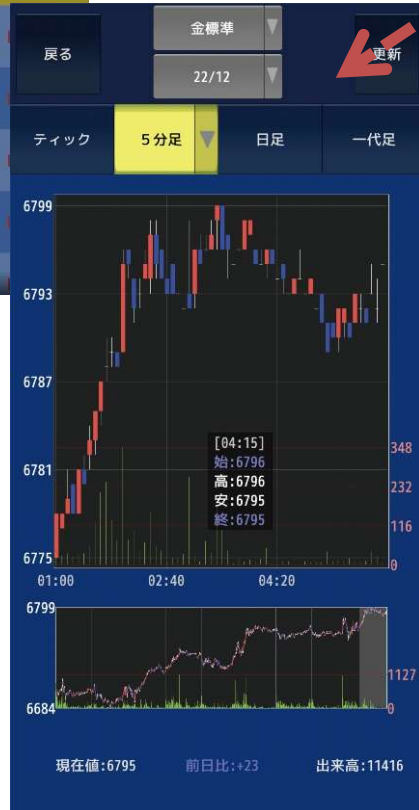 金標準
戻る
更新
22/12
ティック
5分足
日足
一代足
6799
6793
6787
[04:15]
始:6796
348
6781
高:6796
232
安:6795
終:6795
116
6775
0
01:00
02:40
04:20
6799
1127
6684
0
現在値:6795
前日比:+23
出来高:11416